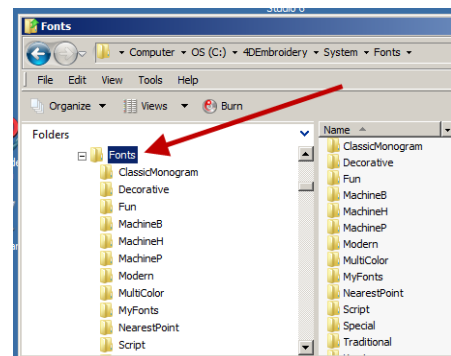 Studio 6
Fonts
Computer OS (C:) 4DEmbroidery System Fonts
File Edit View Tools Help
Organize Views Burn
Folders
Name
Fonts
ClassicMonogram
Decorative
Fun
MachineB
MachineH
MachineP
Modern
MultiColor
MyFonts
NearestPoint
Script
ClassicMonogram
Decorative
Fun
MachineB
MachineH
MachineP
Modern
MultiColor
MyFonts
NearestPoint
Script
Special
Traditional